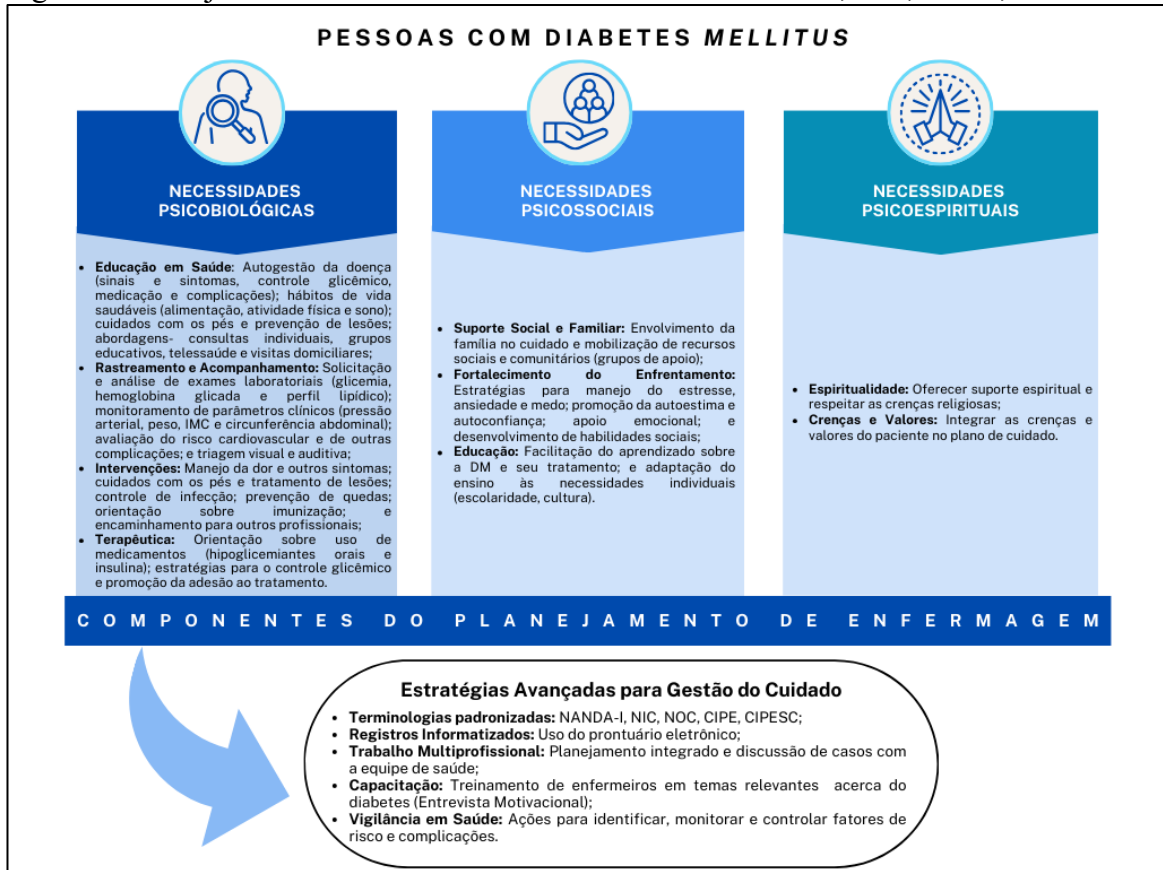 PESSOAS COM DIABETES MELLITUS
NECESSIDADES
PSICOBIOLÓGICAS
• Educação em Saúde: Autogestão da doença
(sinais e sintomas, controle glicêmico,
medicação e complicações); hábitos de vida
saudáveis (alimentação, atividade física e sono);
cuidados com os pés e prevenção de lesões;
abordagens- consultas individuais, grupos
educativos, telessaúde e visitas domiciliares;
• Rastreamento e Acompanhamento: Solicitação
e análise de exames laboratoriais (glicemia,
hemoglobina glicada e perfil lipídico);
monitoramento de parâmetros clínicos (pressão
arterial, peso, IMC e circunferência abdominal);
avaliação do risco cardiovascular e de outras
complicações; e triagem visual e auditiva;
• Intervenções: Manejo da dor e outros sintomas;
cuidados com os pés e tratamento de lesões;
controle de infecção; prevenção de quedas;
orientação sobre imunização; e
encaminhamento para outros profissionais;
• Terapêutica: Orientação sobre uso de
medicamentos (hipoglicemiantes orais e
insulina); estratégias para o controle glicêmico
e promoção da adesão ao tratamento.
NECESSIDADES
PSICOSSOCIAIS
• Suporte Social e Familiar: Envolvimento da
família no cuidado e mobilização de recursos
sociais e comunitários (grupos de apoio);
• Fortalecimento do Enfrentamento:
Estratégias para manejo do estresse,
ansiedade e medo; promoção da autoestima e
autoconfiança; apoio emocional; e
desenvolvimento de habilidades sociais;
• Educação: Facilitação do aprendizado sobre
a DM e seu tratamento; e adaptação do
ensino às necessidades individuais
(escolaridade, cultura).
NECESSIDADES
PSICOESPIRITUAIS
• Espiritualidade: Oferecer suporte espiritual e
respeitar as crenças religiosas;
• Crenças e Valores: Integrar as crenças e
valores do paciente no plano de cuidado.
COMPONENTES DO PLANEJAMENTO DE ENFERMAGEM
Estratégias Avançadas para Gestão do Cuidado
• Terminologias padronizadas: NANDA-I, NIC, NOC, CIPE, CIPESC;
• Registros Informatizados: Uso do prontuário eletrônico;
• Trabalho Multiprofissional: Planejamento integrado e discussão de casos com
a equipe de saúde;
• Capacitação: Treinamento de enfermeiros em temas relevantes acerca do
diabetes (Entrevista Motivacional);
• Vigilância em Saúde: Ações para identificar, monitorar e controlar fatores de
risco e complicações.